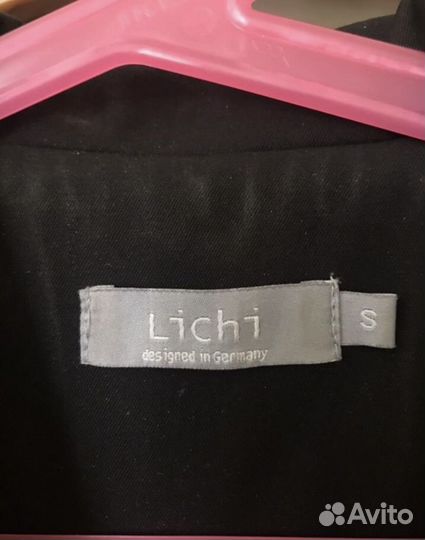 Lichi
designed in Germany
S
Avito